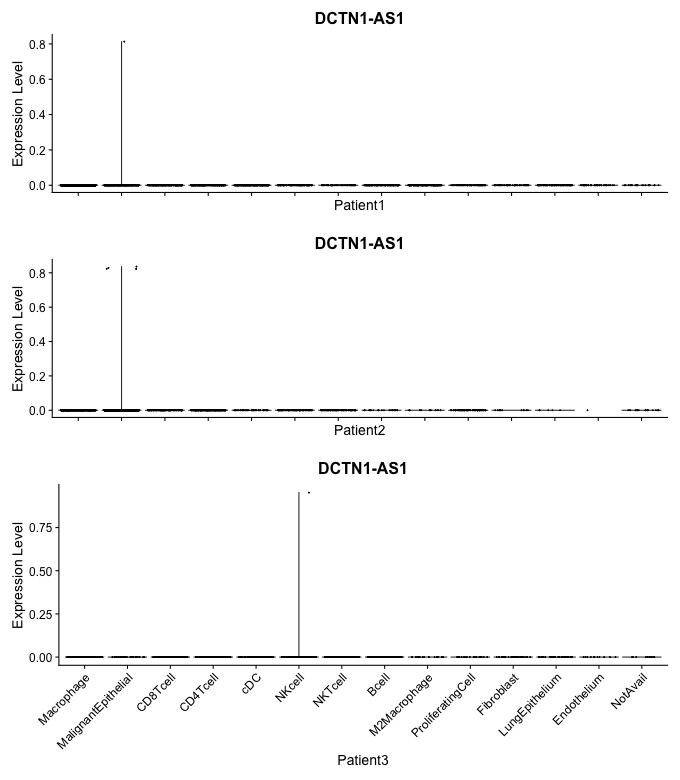 DCTN1-AS1
Expression Level
0.8
0.6
0.4
0.2
0.0
Patient1
DCTN1-AS1
Expression Level
0.8
0.6
0.4
0.2
0.0
Patient2
DCTN1-AS1
Expression Level
0.75
0.50
0.25
0.00
Macrophage
MalignantEpithelial
CD8Tcell
CD4Tcell
cDC
NKcell
NKTcell
Bcell
M2Macrophage
ProliferatingCell
Fibroblast
LungEpithelium
Endothelium
NotAvail
Patient3